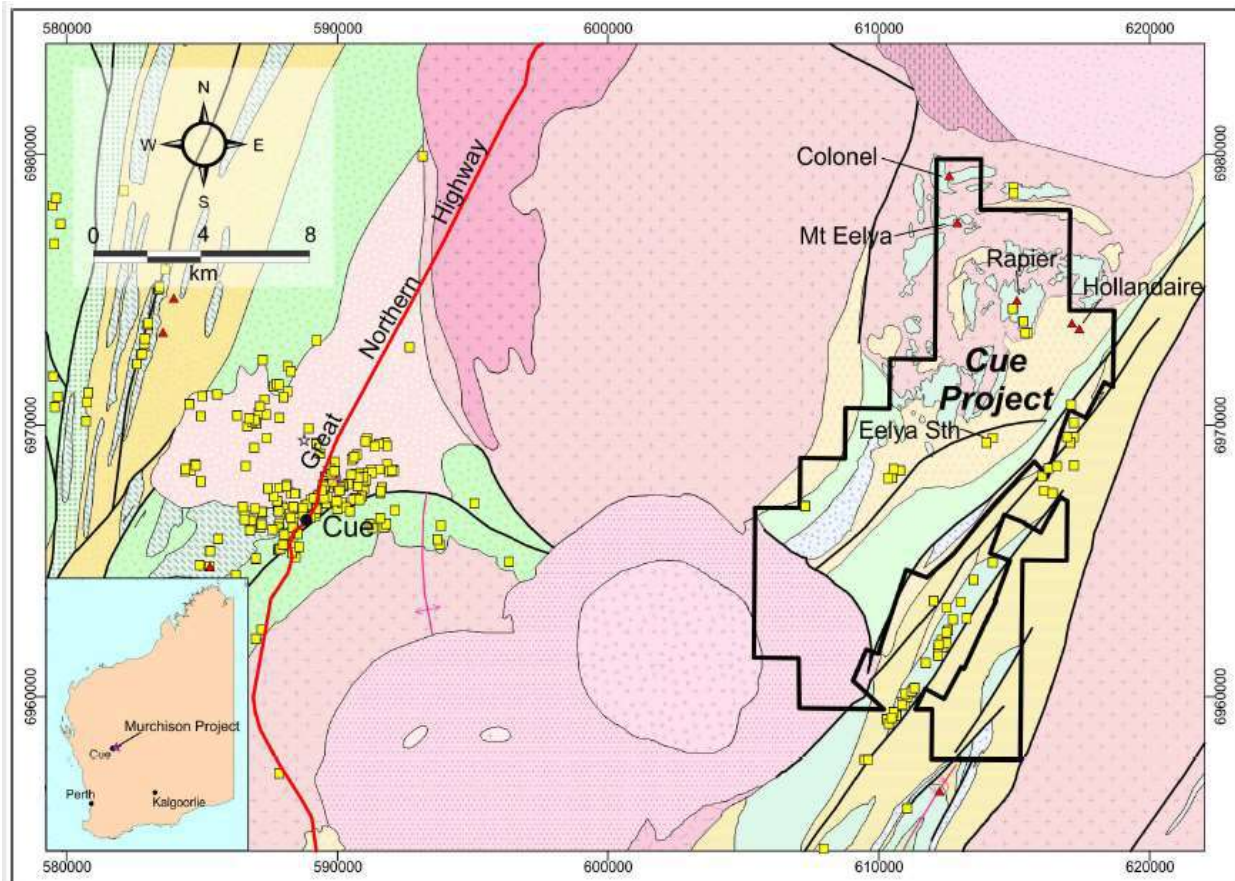 580000 590000 600000 610000 620000
6980000
6980000
N
W E
S
0 4 8
km
Great Northern Highway
Colonel
Mt Eelya
Rapier
Hollandaire
Cue
Project
6970000
6970000
Eelya Sth
Cue
6960000
6960000
Murchison Project
Cue
Perth
Kalgoorlie
580000 590000 600000 610000 620000